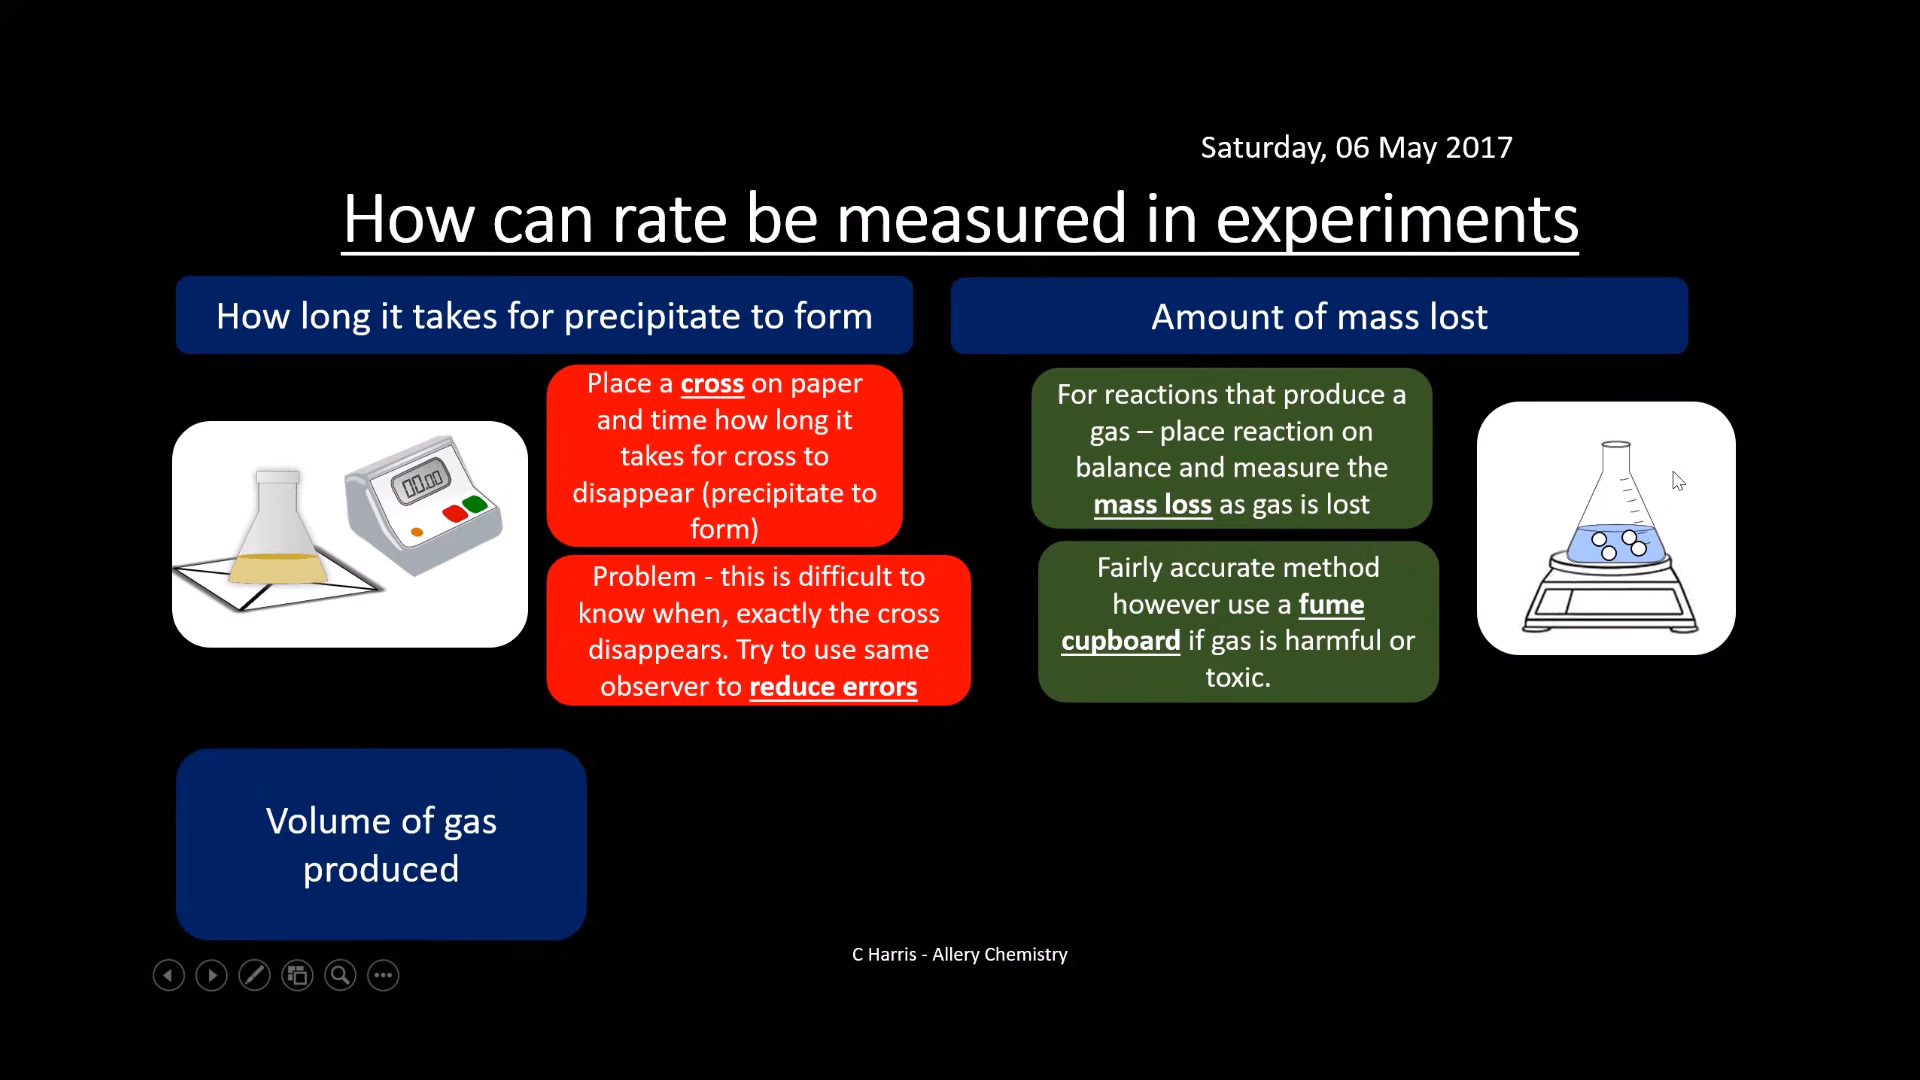 Saturday, 06 May 2017
How can rate be measured in experiments
How long it takes for precipitate to form
Amount of mass lost
Place a cross on paper
and time how long it
takes for cross to
disappear (precipitate to
form)
Problem - this is difficult to
know when, exactly the cross
disappears. Try to use same
observer to reduce errors
For reactions that produce a
gas – place reaction on
balance and measure the
mass loss as gas is lost
Fairly accurate method
however use a fume
cupboard if gas is harmful or
toxic.
00.00
Volume of gas
produced
C Harris - Allery Chemistry